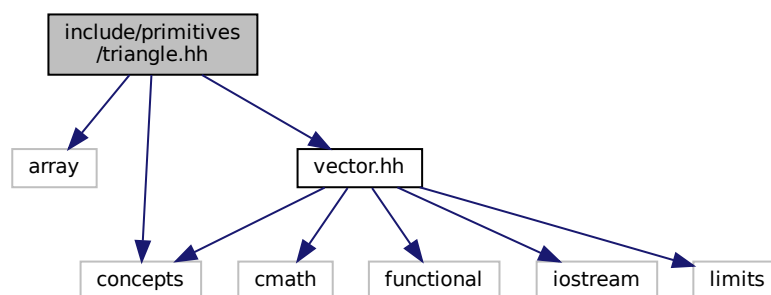 include/primitives
/triangle.hh
array
vector.hh
concepts
cmath
functional
iostream
limits